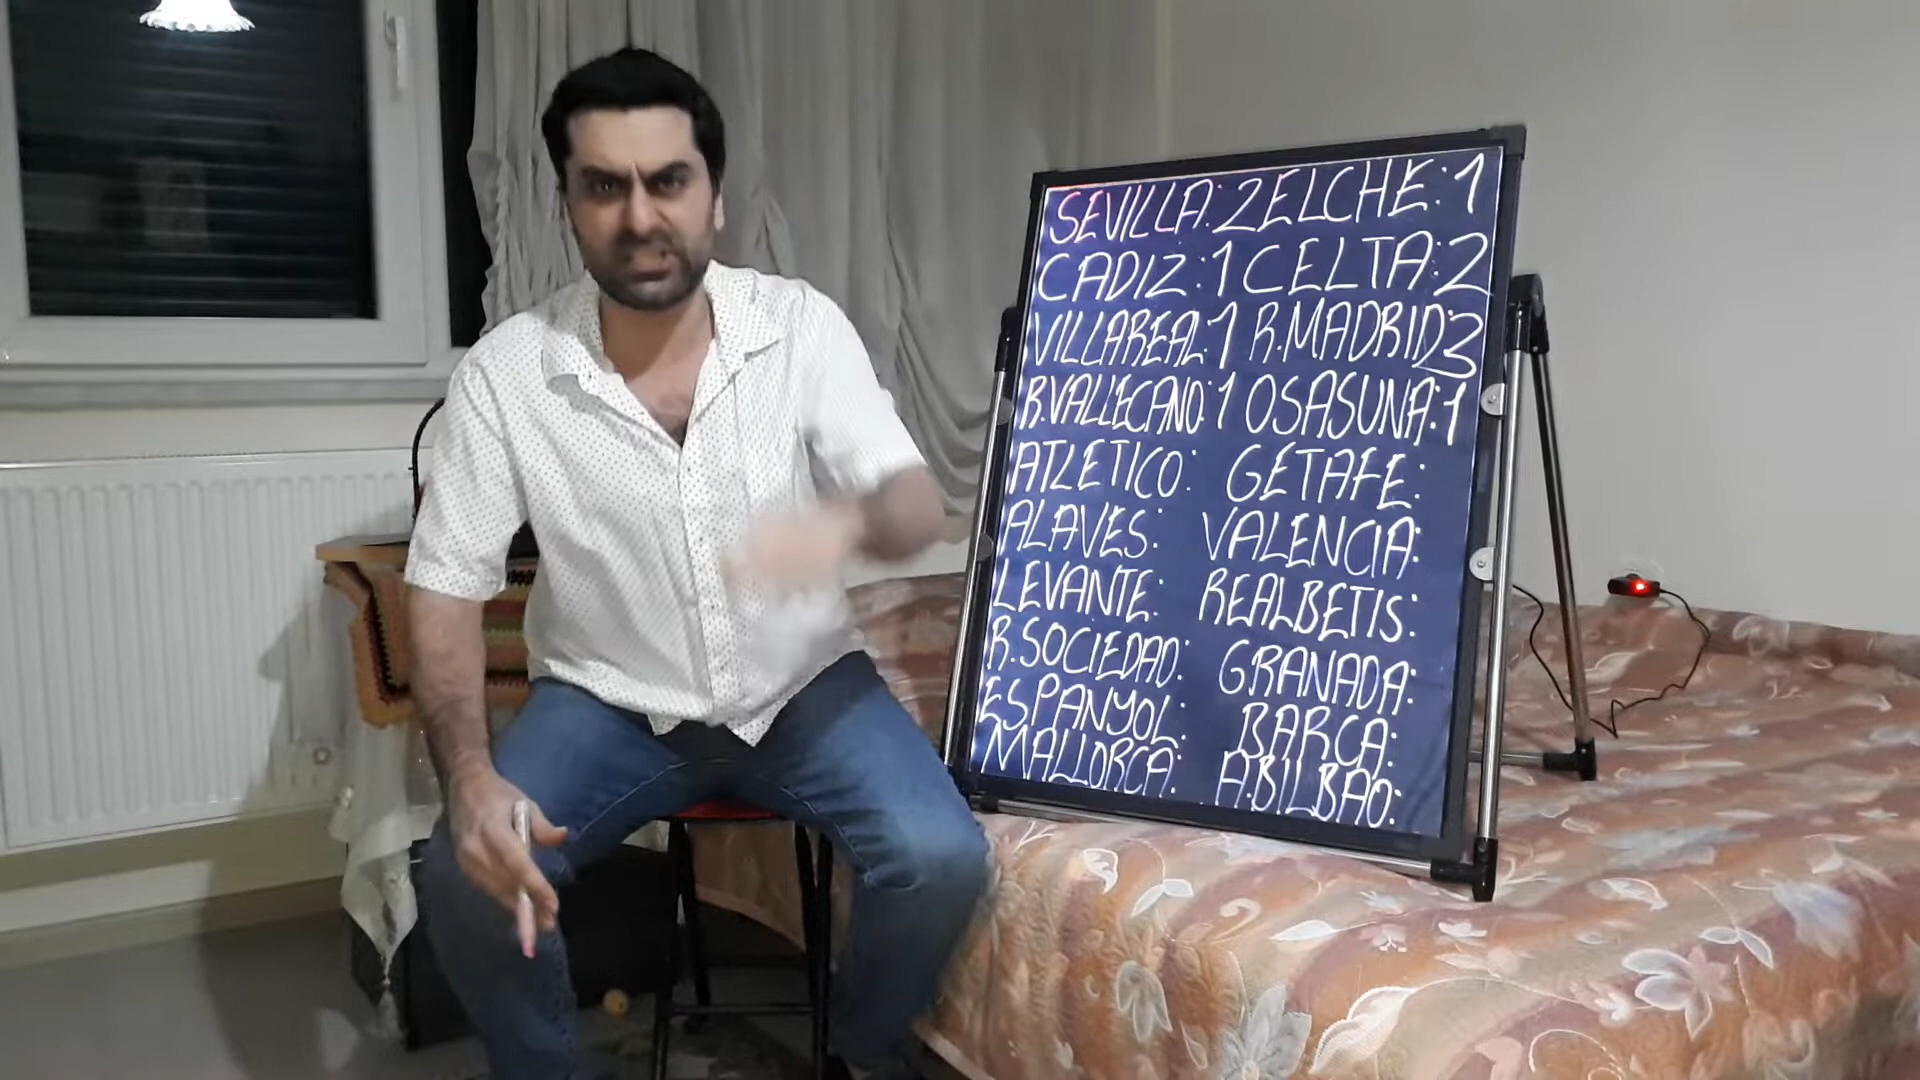 SEVILLA:2 ELCHE:1
CADIZ:1 CELTA:2
VILLAREAL:1 R.MADRID:3
R.VALLECANO:1 OSASUNA:1
ATLETICO: GETAFE:
ALAVES: VALENCIA:
LEVANTE: REALBETIS:
R.SOCIEDAD: GRANADA:
ESPANYOL: BARCA:
MALLORCA: A.BILBAO: